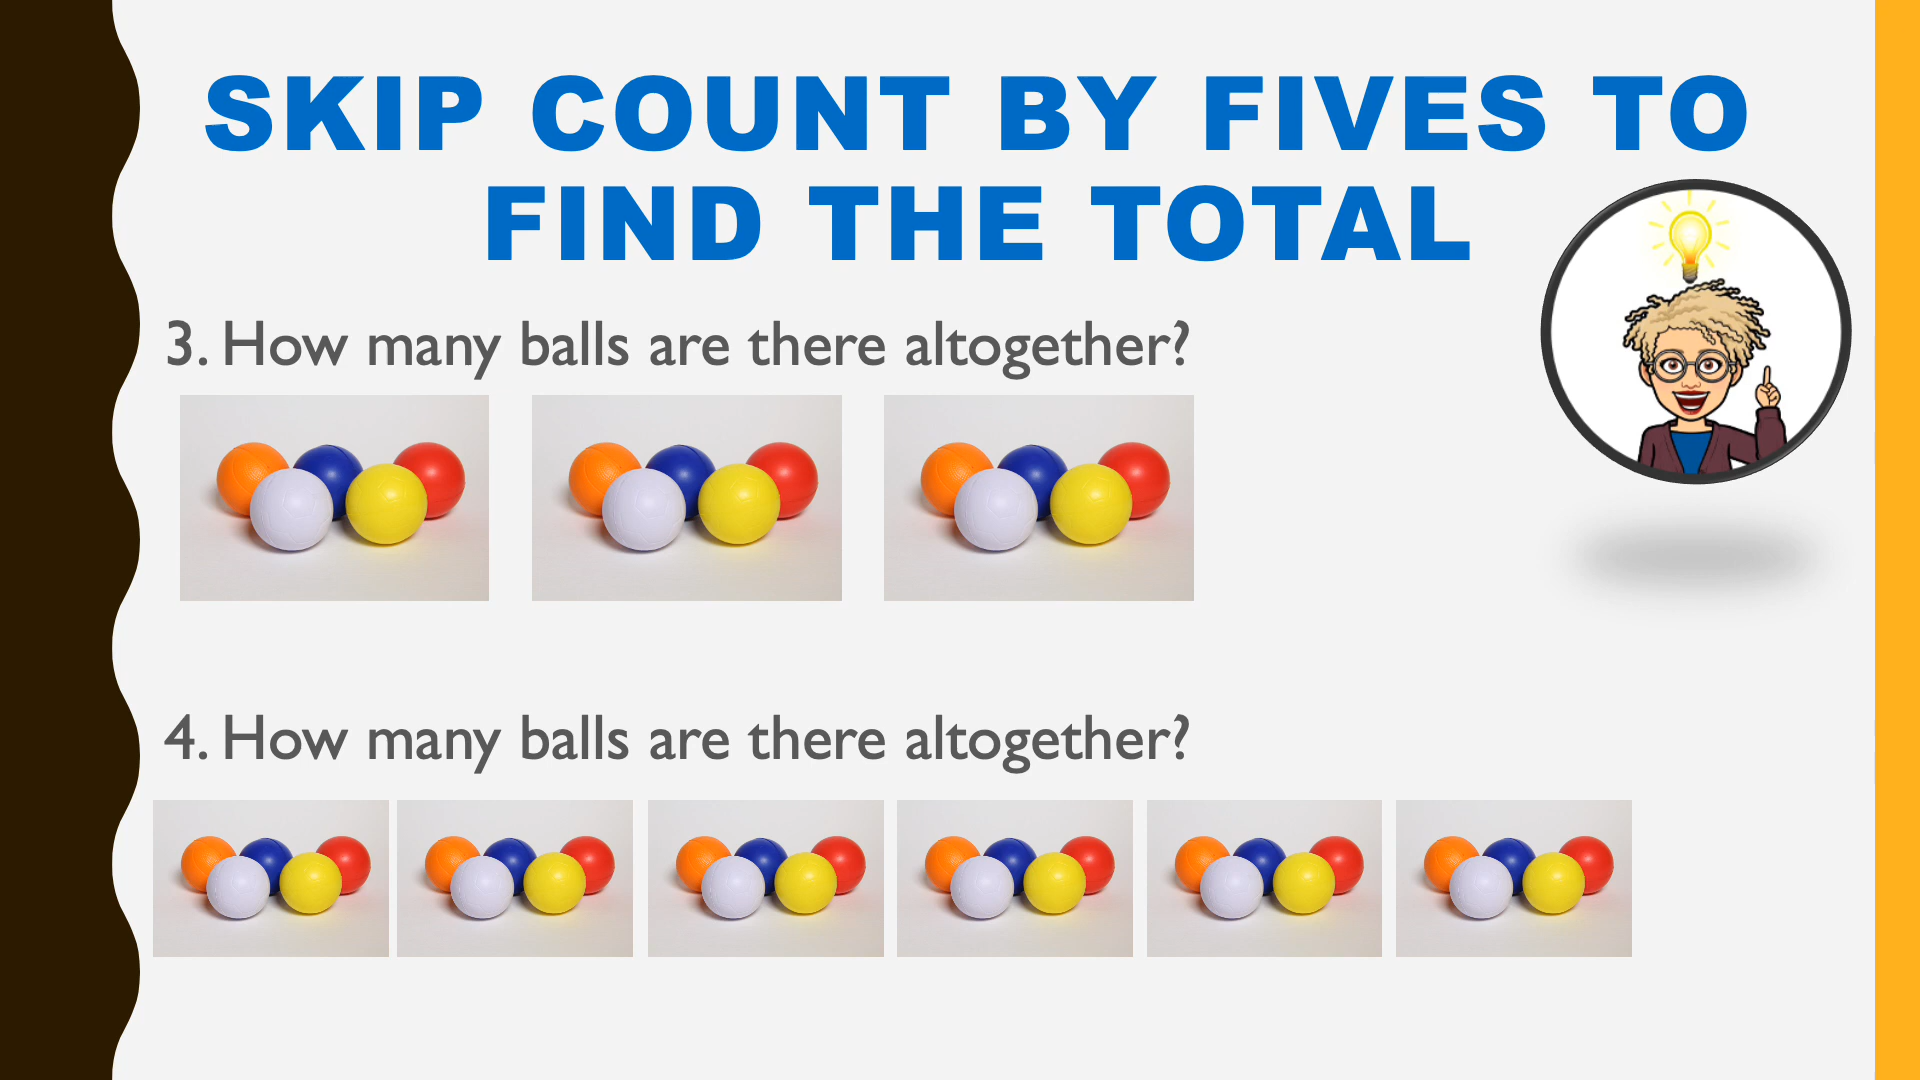 SKIP COUNT BY FIVES TO
FIND THE TOTAL
3. How many balls are there altogether?
4. How many balls are there altogether?